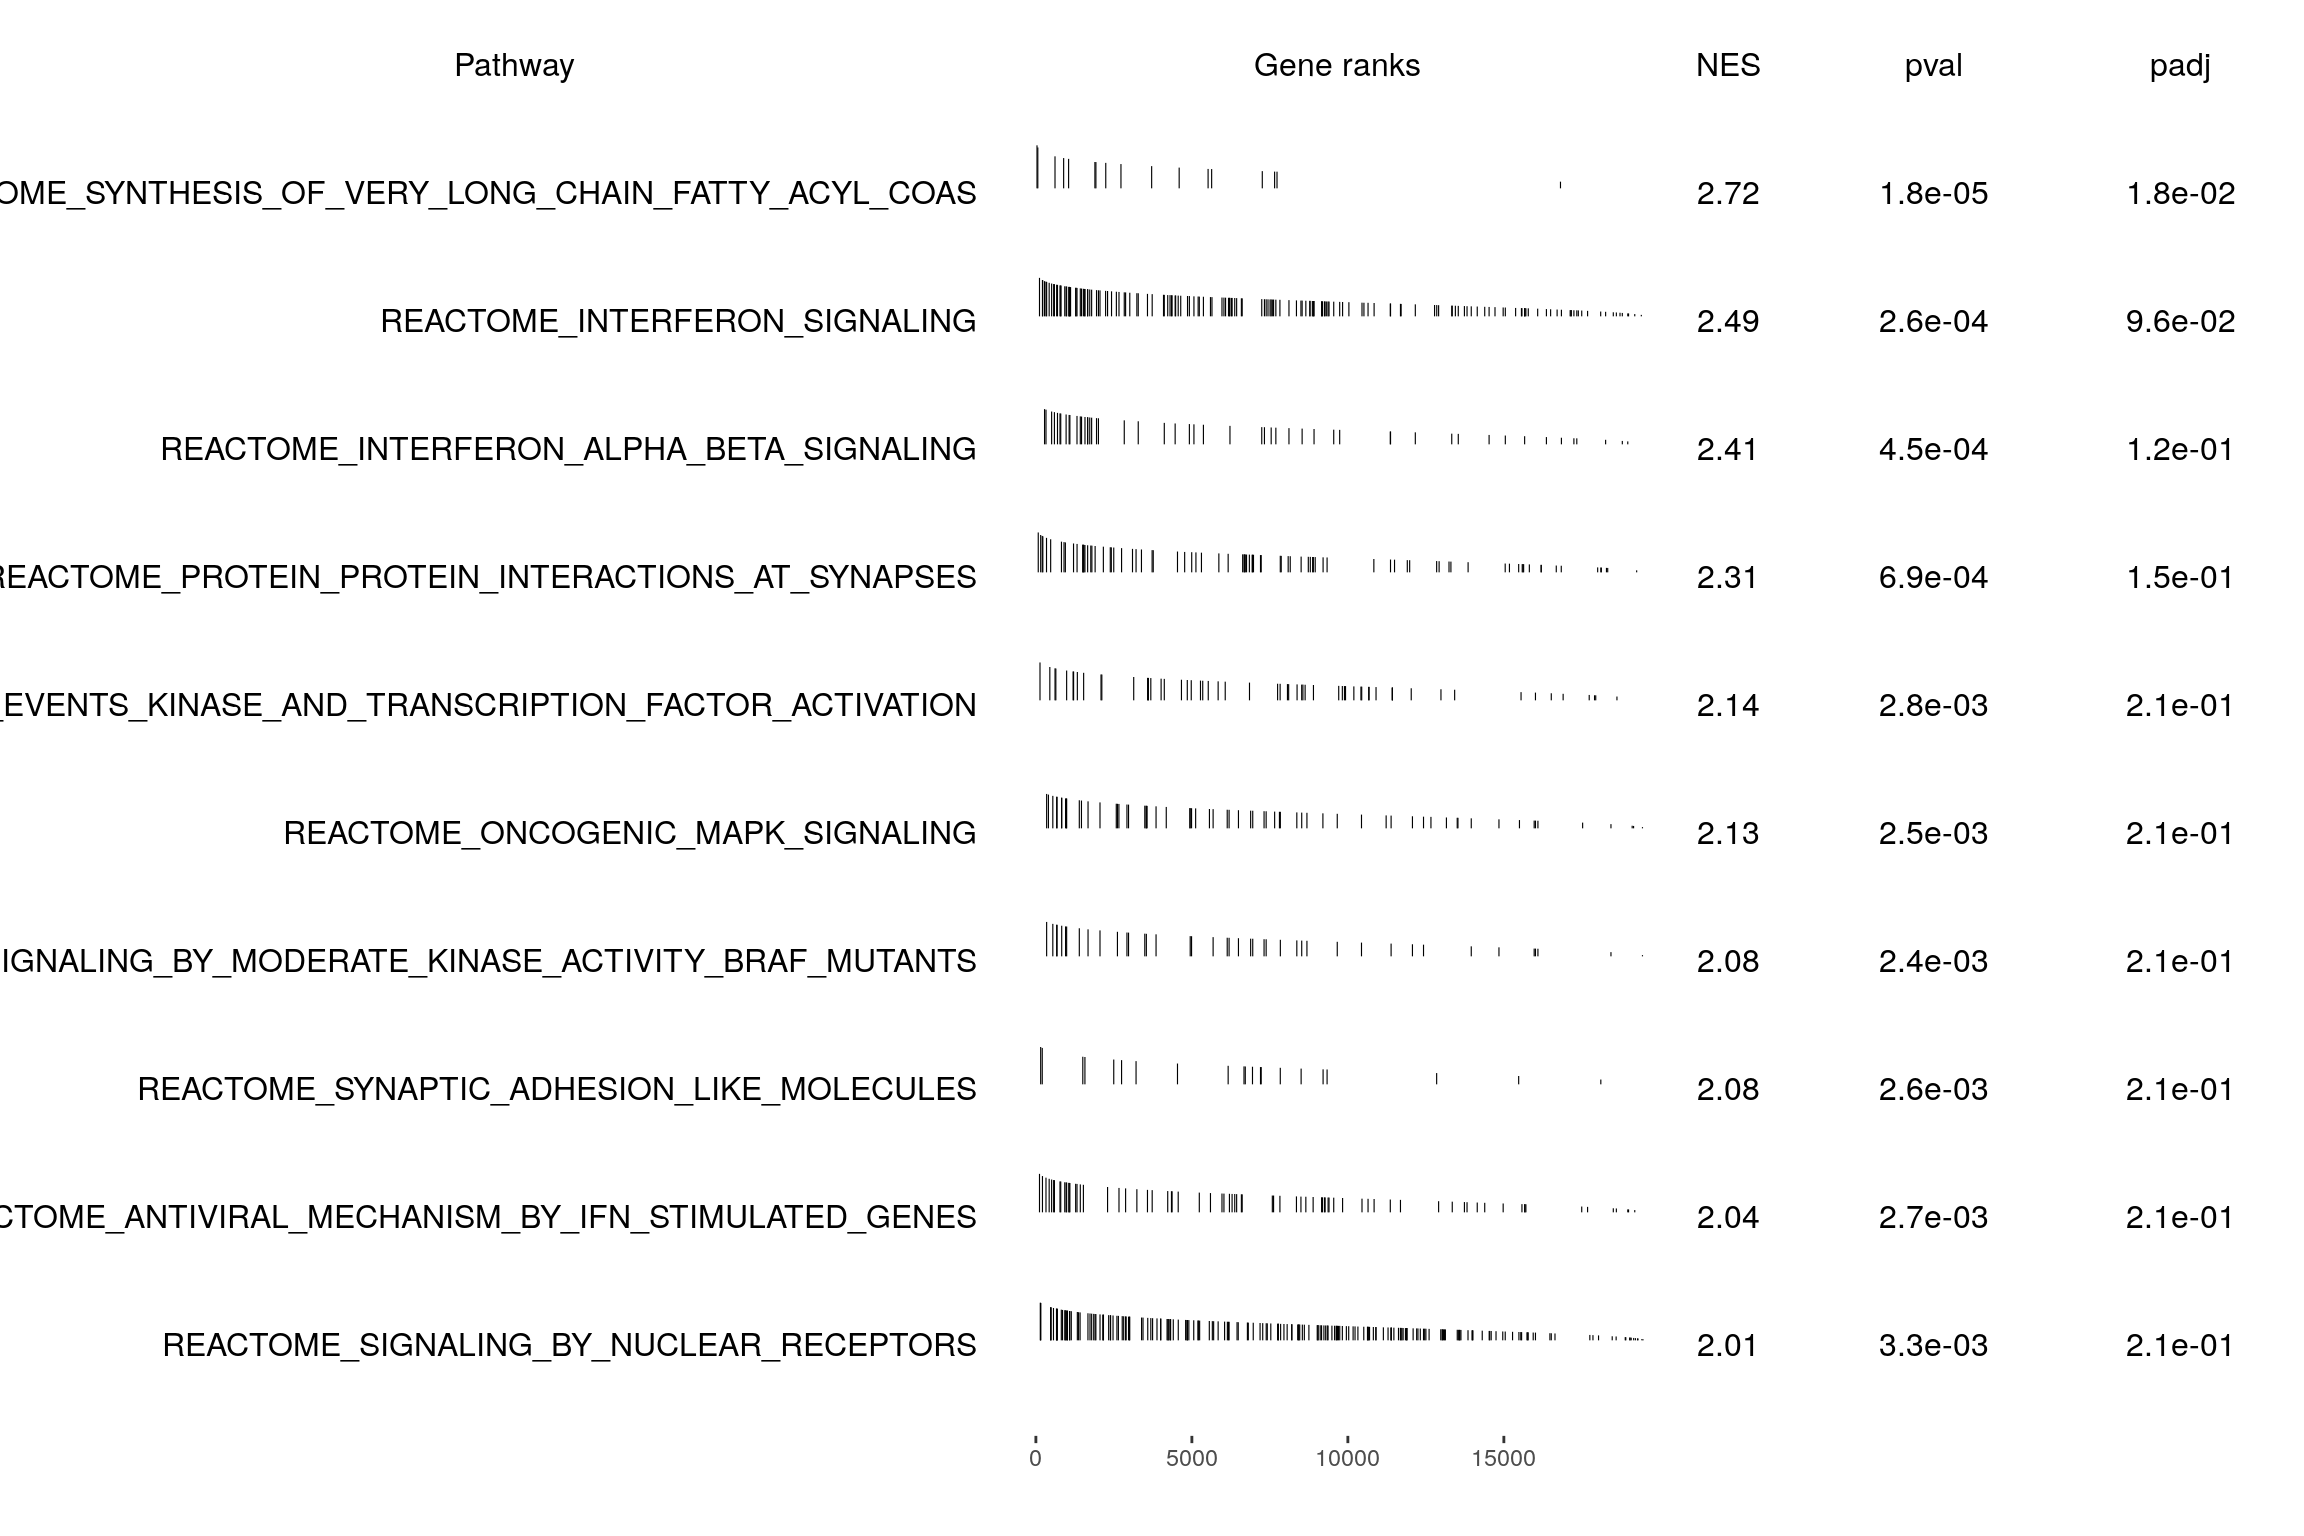 Pathway Gene ranks NES pval padj
OME_SYNTHESIS_OF_VERY_LONG_CHAIN_FATTY_ACYL_COAS 2.72 1.8e-05 1.8e-02
REACTOME_INTERFERON_SIGNALING 2.49 2.6e-04 9.6e-02
REACTOME_INTERFERON_ALPHA_BETA_SIGNALING 2.41 4.5e-04 1.2e-01
REACTOME_PROTEIN_PROTEIN_INTERACTIONS_AT_SYNAPSES 2.31 6.9e-04 1.5e-01
_EVENTS_KINASE_AND_TRANSCRIPTION_FACTOR_ACTIVATION 2.14 2.8e-03 2.1e-01
REACTOME_ONCOGENIC_MAPK_SIGNALING 2.13 2.5e-03 2.1e-01
IGNALING_BY_MODERATE_KINASE_ACTIVITY_BRAF_MUTANTS 2.08 2.4e-03 2.1e-01
REACTOME_SYNAPTIC_ADHESION_LIKE_MOLECULES 2.08 2.6e-03 2.1e-01
CTOME_ANTIVIRAL_MECHANISM_BY_IFN_STIMULATED_GENES 2.04 2.7e-03 2.1e-01
REACTOME_SIGNALING_BY_NUCLEAR_RECEPTORS 2.01 3.3e-03 2.1e-01
0 5000 10000 15000